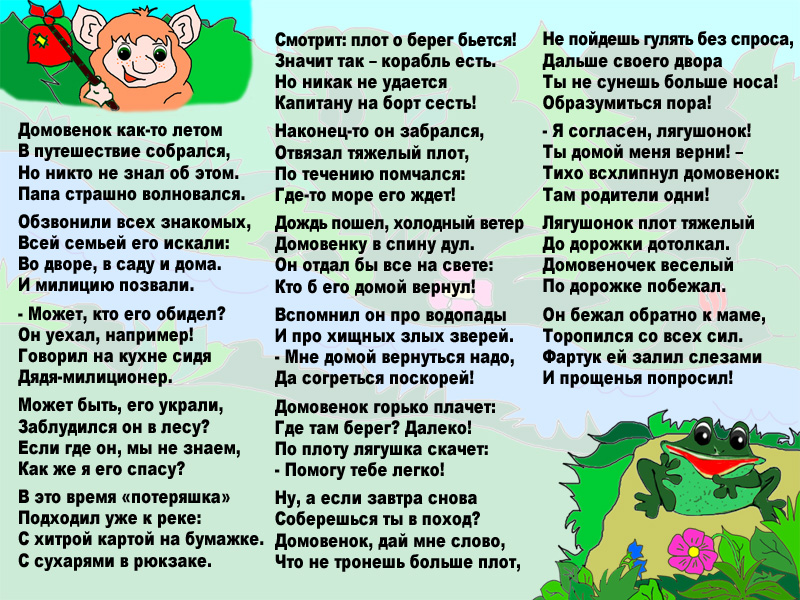 Домовенок как-то летом
В путешествие собрался,
Но никто не знал об этом.
Папа страшно волновался.
Обзвонили всех знакомых,
Всей семьей его искали:
Во дворе, в саду и дома.
И милицию позвали.
- Может, кто его обидел?
Он уехал, например!
Говорил на кухне сидя
Дядя-милиционер.
Может быть, его украли,
Заблудился он в лесу?
Если где он, мы не знаем,
Как же я его спасу?
В это время «потеряшка»
Подходил уже к реке:
С хитрой картой на бумажке.
С сухарями в рюкзаке.
Смотрит: плот о берег бьется!
Значит так – корабль есть.
Но никак не удается
Капитану на борт сесть!
Наконец-то он забрался,
Отвязал тяжелый плот,
По течению помчался:
Где-то море его ждет!
Дождь пошел, холодный ветер
Домовенку в спину дул.
Он отдал бы все на свете:
Кто б его домой вернул!
Вспомнил он про водопады
И про хищных злых зверей.
- Мне домой вернуться надо,
Да согреться поскорей!
Домовенок горько плачет:
Где там берег? Далеко!
По плоту лягушка скачет:
- Помогу тебе легко!
Ну, а если завтра снова
Соберешься ты в поход?
Домовенок, дай мне слово,
Что не тронешь больше плот,
Не пойдешь гулять без спроса,
Дальше своего двора
Ты не сунешь больше носа!
Образумиться пора!
- Я согласен, лягушонок!
Ты домой меня верни! –
Тихо всхлипнул домовенок:
Там родители одни!
Лягушонок плот тяжелый
До дорожки дотолкал.
Домовеночек веселый
По дорожке побежал.
Он бежал обратно к маме,
Торопился со всех сил.
Фартук ей залил слезами
И прощенья попросил!